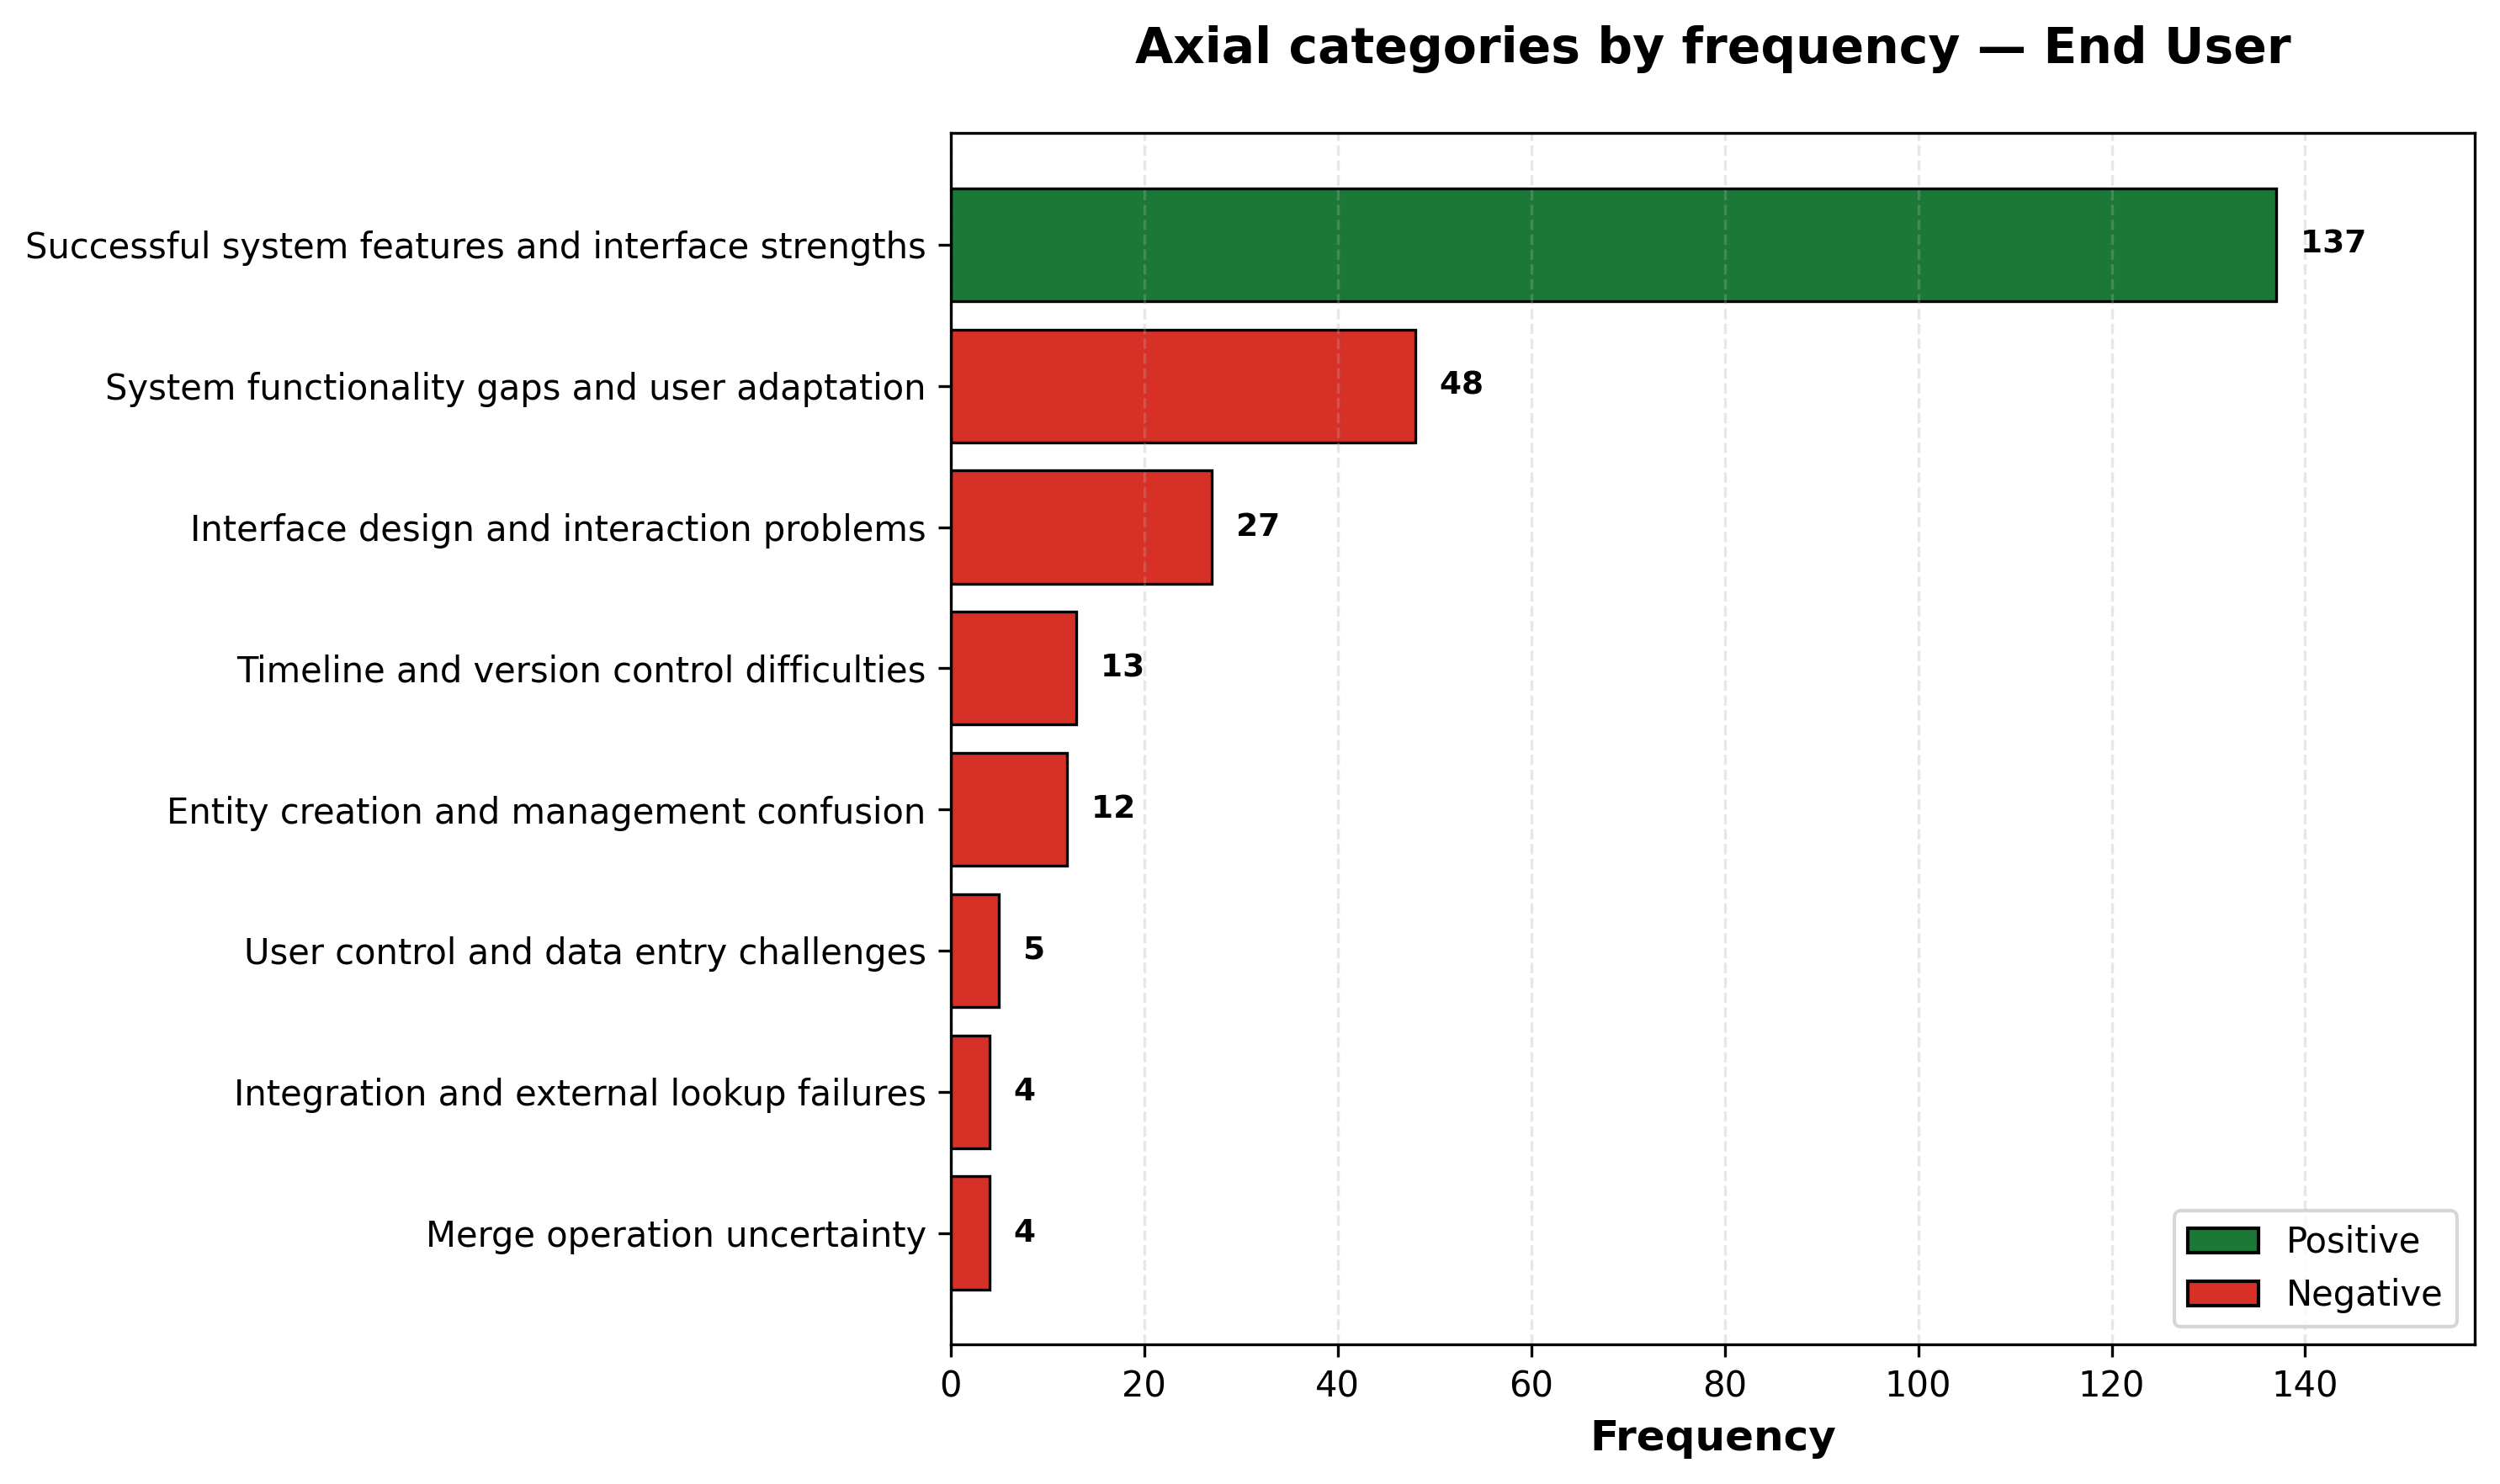 Axial categories by frequency — End User
Successful system features and interface strengths
137
System functionality gaps and user adaptation
48
Interface design and interaction problems
27
Timeline and version control difficulties
13
Entity creation and management confusion
12
User control and data entry challenges
5
Integration and external lookup failures
4
Merge operation uncertainty
4
Positive
Negative
0 20 40 60 80 100 120 140
Frequency